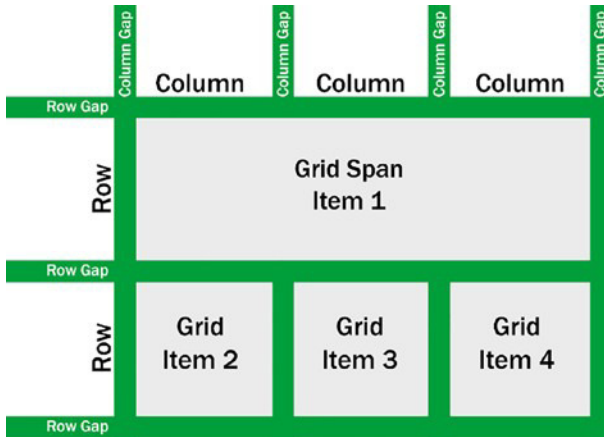 Column Gap
Column
Column Gap
Column
Column Gap
Column
Column Gap
Row Gap
Row
Grid Span
Item 1
Row Gap
Row
Grid
Item 2
Grid
Item 3
Grid
Item 4
Row Gap